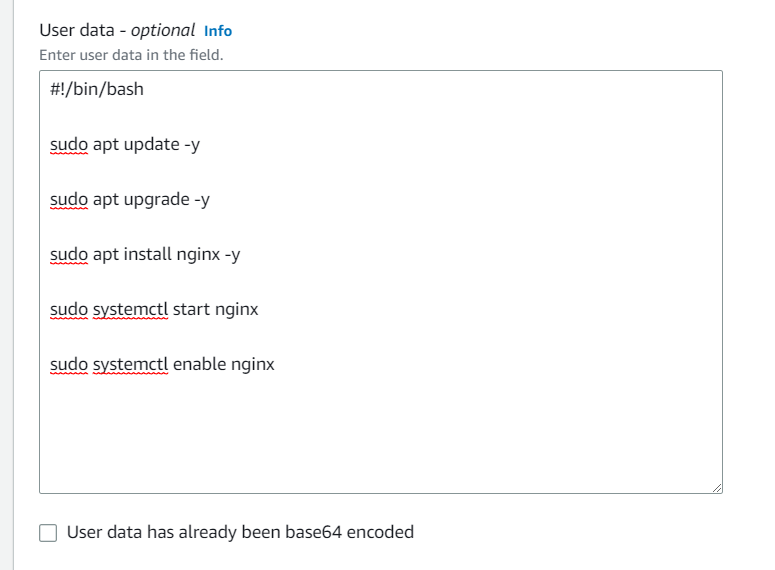 User data - optional Info
Enter user data in the field.
#!/bin/bash
sudo apt update -y
sudo apt upgrade -y
sudo apt install nginx -y
sudo systemctl start nginx
sudo systemctl enable nginx
User data has already been base64 encoded